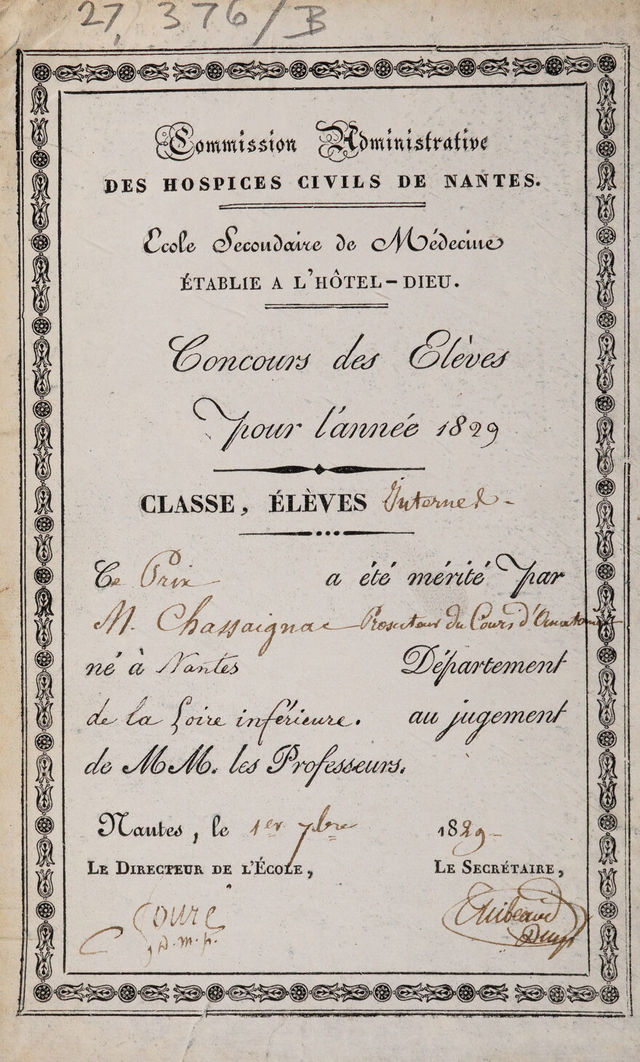 27,376/B
Commission Administrative
DES HOSPICES CIVILS DE NANTES.
Ecole Secondaire de Médecine
ÉTABLIE A L'HÔTEL-DIEU.
Concours des Elèves
pour l'année 1829
CLASSE, ÉLÈVES Internes
Ce Prix a été mérité par
M. Chassaignac Prosecteur du Cours d'Anatomie
né à Nantes Département
de la Loire inférieure. au jugement
de MM. les Professeurs.
Nantes, le 1er 7bre 1829
LE DIRECTEUR DE L'ÉCOLE, LE SECRÉTAIRE,
D.m.p.